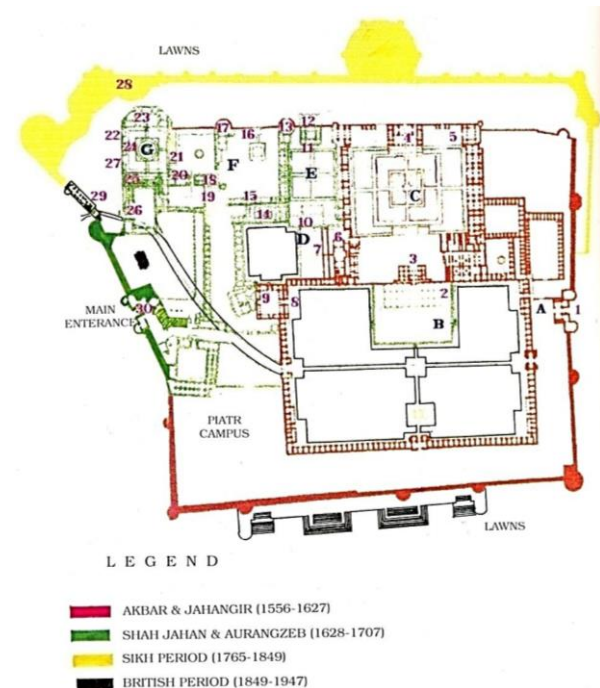 LAWNS
28
23
17
16
13
12
4
5
22
24
G
21
F
11
27
20
18
E
C
25
19
15
29
26
14
10
D
7
6
3
9
8
2
A
1
MAIN
ENTERANCE
30
B
PIATR
CAMPUS
LAWNS
LEGEND
AKBAR & JAHANGIR (1556-1627)
SHAH JAHAN & AURANGZEB (1628-1707)
SIKH PERIOD (1765-1849)
BRITISH PERIOD (1849-1947)